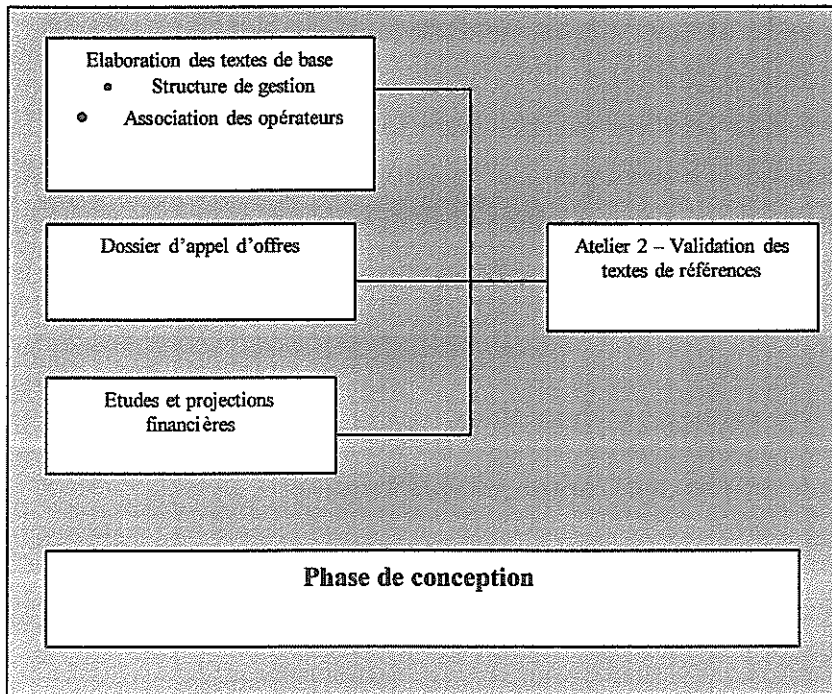 Elaboration des textes de base
• Structure de gestion
• Association des opérateurs
Dossier d'appel d'offres
Atelier 2 – Validation des
textes de références
Etudes et projections
financières
Phase de conception